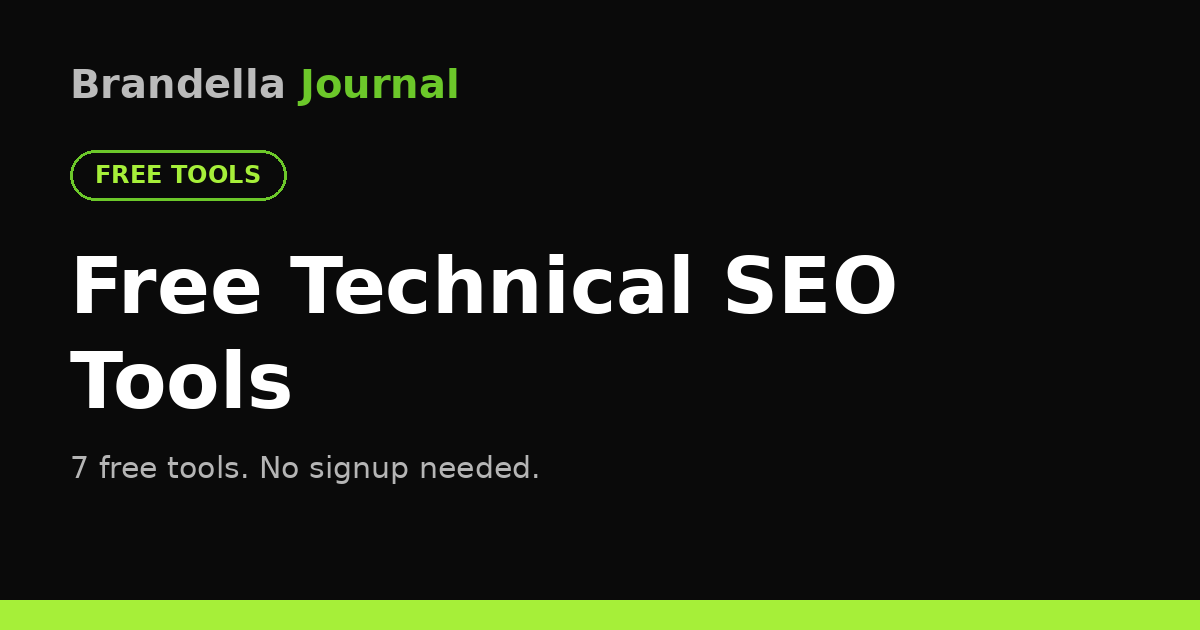 Brandella Journal
FREE TOOLS
Free Technical SEO
Tools
7 free tools. No signup needed.